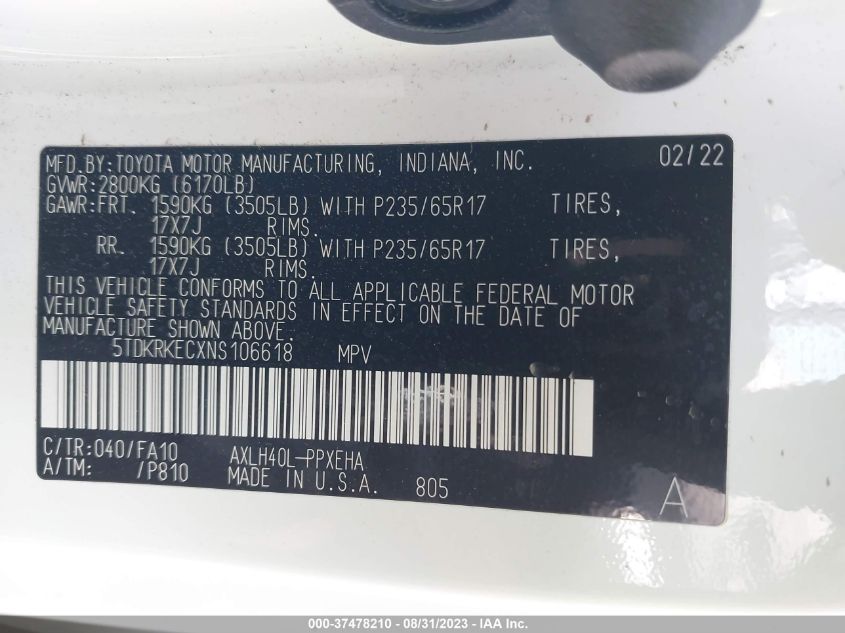 MFD.BY:TOYOTA MOTOR MANUFACTURING, INDIANA, INC. 02/22
GVWR:2800KG (6170LB)
GAWR:FRT. 1590KG (3505LB) WITH P235/65R17 TIRES,
17X7J RIMS.
RR. 1590KG (3505LB) WITH P235/65R17 TIRES,
17X7J RIMS.
THIS VEHICLE CONFORMS TO ALL APPLICABLE FEDERAL MOTOR
VEHICLE SAFETY STANDARDS IN EFFECT ON THE DATE OF
MANUFACTURE SHOWN ABOVE.
5TDKRKECXNS106618 MPV
C/TR:040/FA10 AXLH40L-PPXEHA
A/TM: /P810 MADE IN U.S.A. 805 A
000-37478210 - 08/31/2023 - IAA Inc.